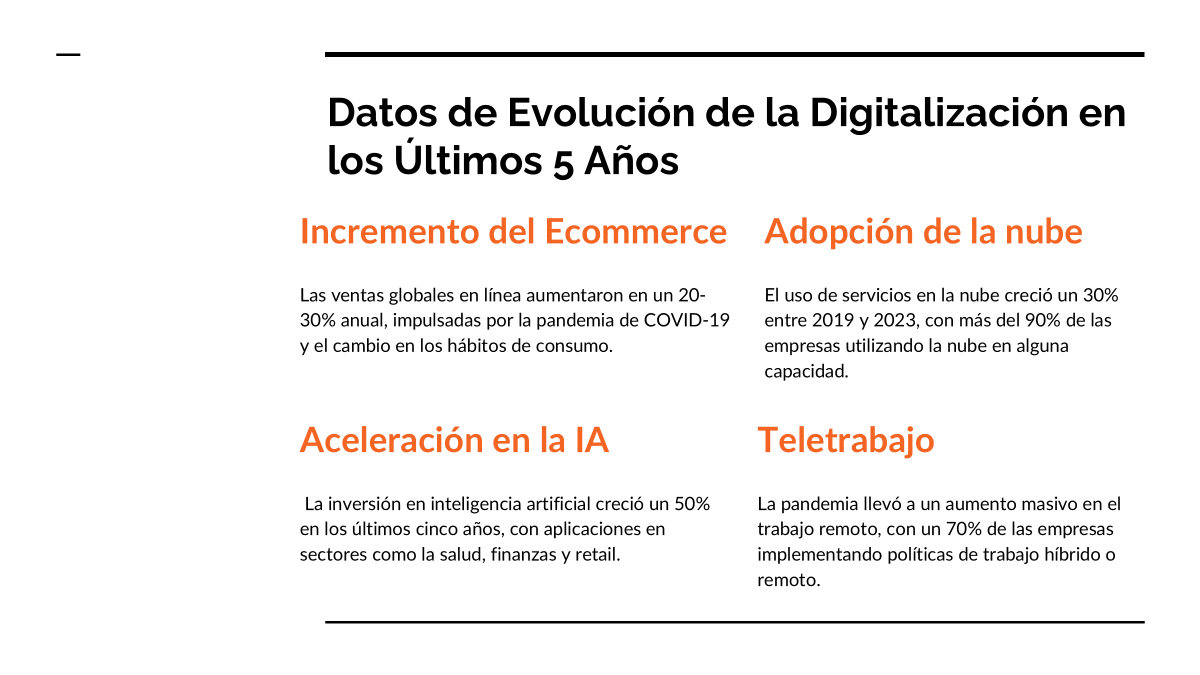 Datos de Evolución de la Digitalización en
los Últimos 5 Años
Incremento del Ecommerce
Las ventas globales en línea aumentaron en un 20-
30% anual, impulsadas por la pandemia de COVID-19
y el cambio en los hábitos de consumo.
Adopción de la nube
El uso de servicios en la nube creció un 30%
entre 2019 y 2023, con más del 90% de las
empresas utilizando la nube en alguna
capacidad.
Aceleración en la IA
La inversión en inteligencia artificial creció un 50%
en los últimos cinco años, con aplicaciones en
sectores como la salud, finanzas y retail.
Teletrabajo
La pandemia llevó a un aumento masivo en el
trabajo remoto, con un 70% de las empresas
implementando políticas de trabajo híbrido o
remoto.